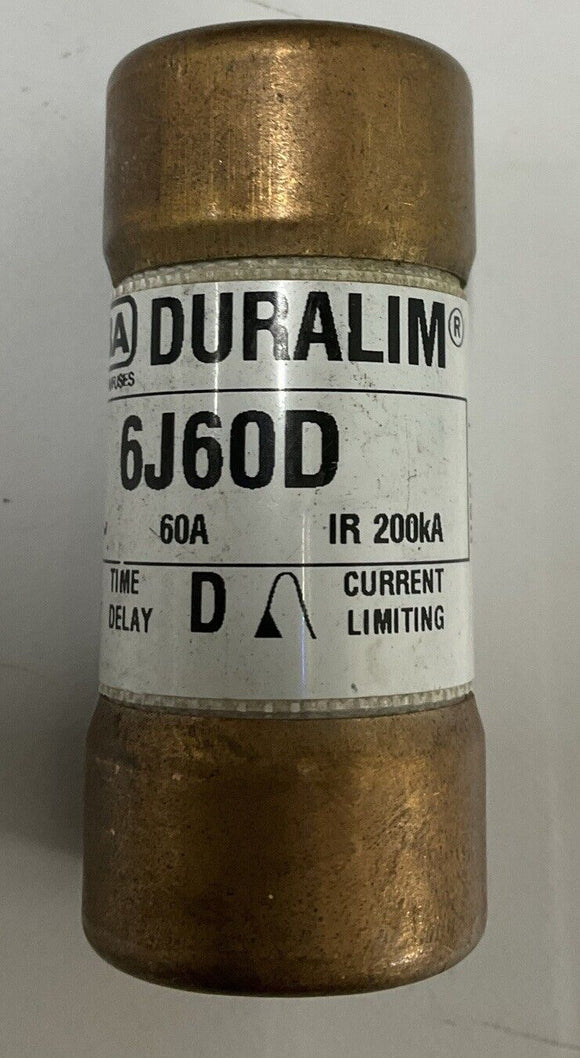 DURALIM®
6J60D
60A IR 200kA
TIME DELAY D CURRENT LIMITING